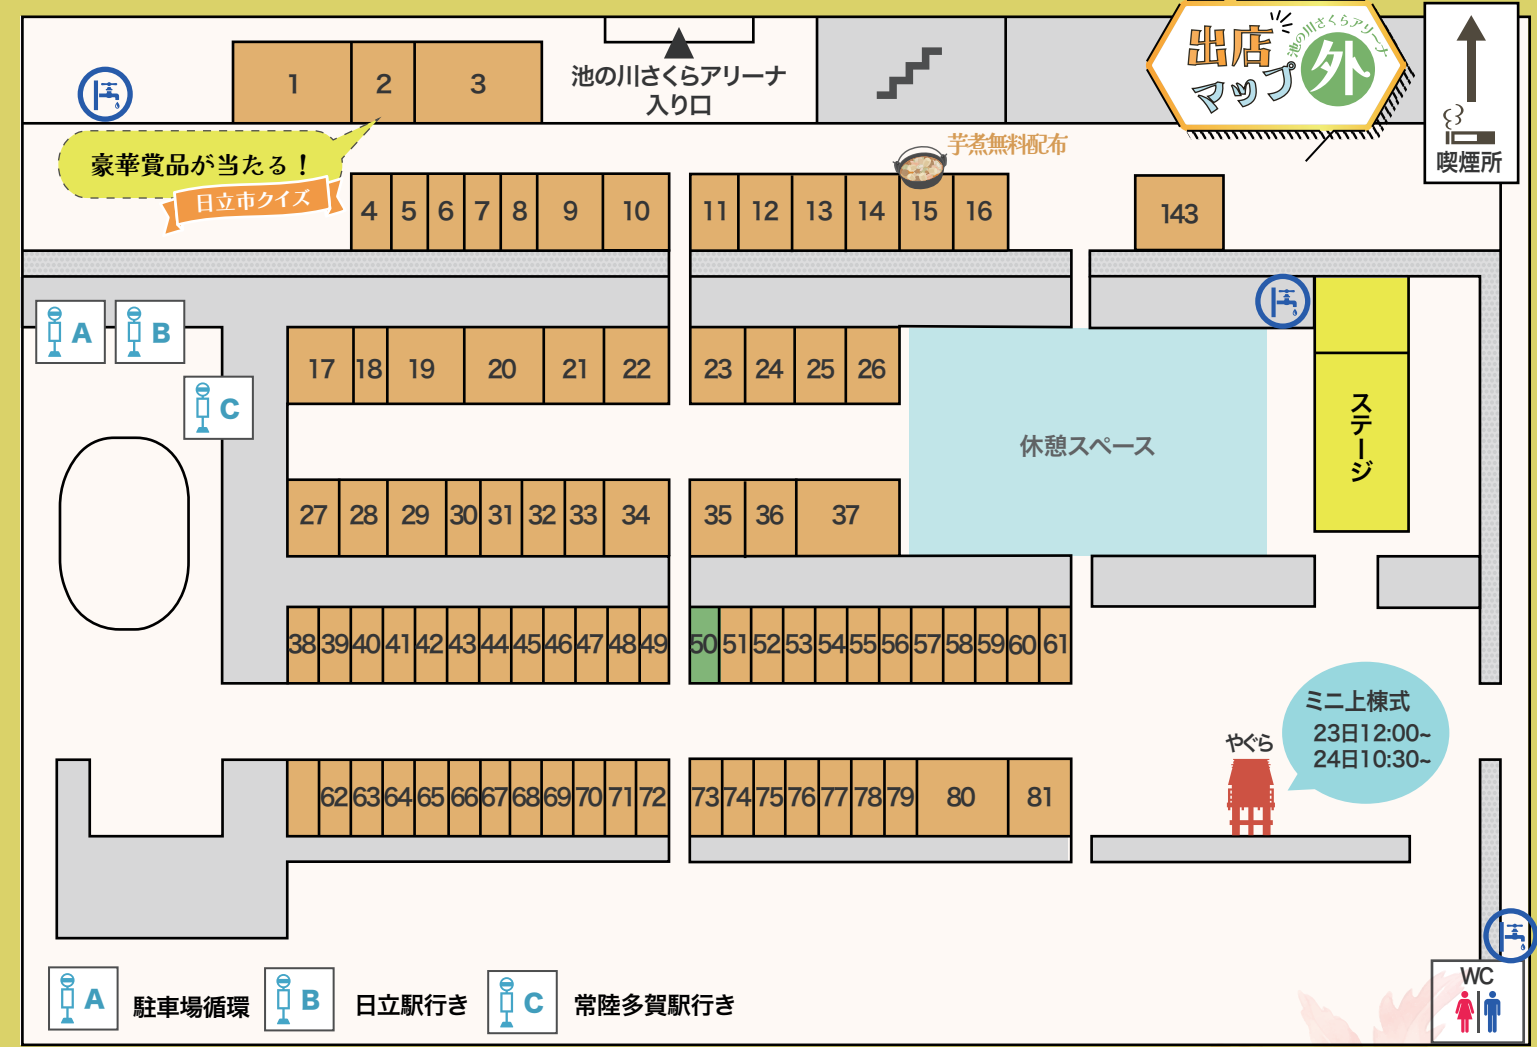 出店
マップ
外
池の川さくらアリーナ
喫煙所
1 2 3
池の川さくらアリーナ
入り口
豪華賞品が当たる！
日立市クイズ
芋煮無料配布
4 5 6 7 8 9 10
11 12 13 14 15 16
143
A B
C
17 18 19 20 21 22
23 24 25 26
休憩スペース
ステージ
27 28 29 30 31 32 33 34
35 36 37
38 39 40 41 42 43 44 45 46 47 48 49
50 51 52 53 54 55 56 57 58 59 60 61
ミニ上棟式
23日12:00~
24日10:30~
やぐら
62 63 64 65 66 67 68 69 70 71 72
73 74 75 76 77 78 79 80 81
A 駐車場循環
B 日立駅行き
C 常陸多賀駅行き
WC